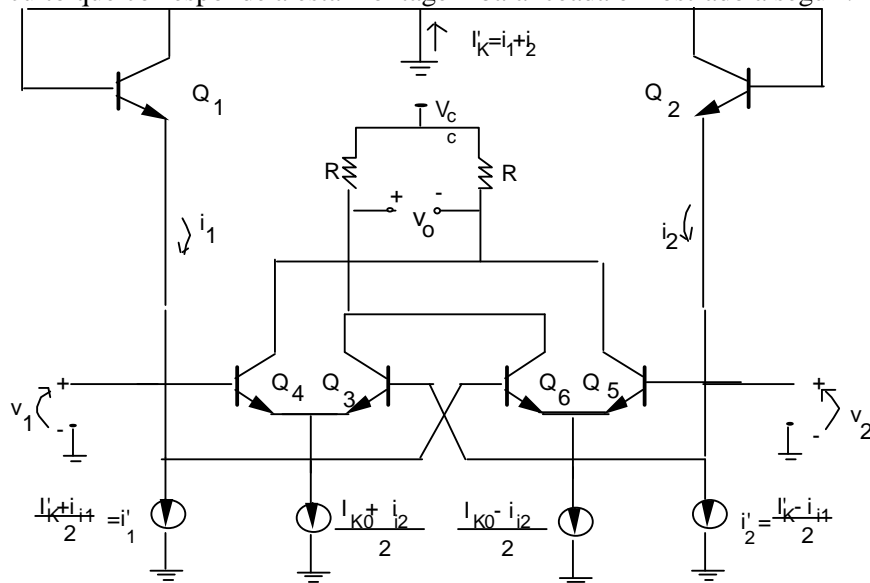 I'K=i1+i2
Q1
Q2
Vcc
R
R
+ -
vo
i1
i2
+
v1
-
Q4
Q3
Q6
Q5
+
v2
-
I'K+ii1/2 =i'1
IK0+ ii2/2
IK0- ii2/2
i'2=I'K- ii1/2